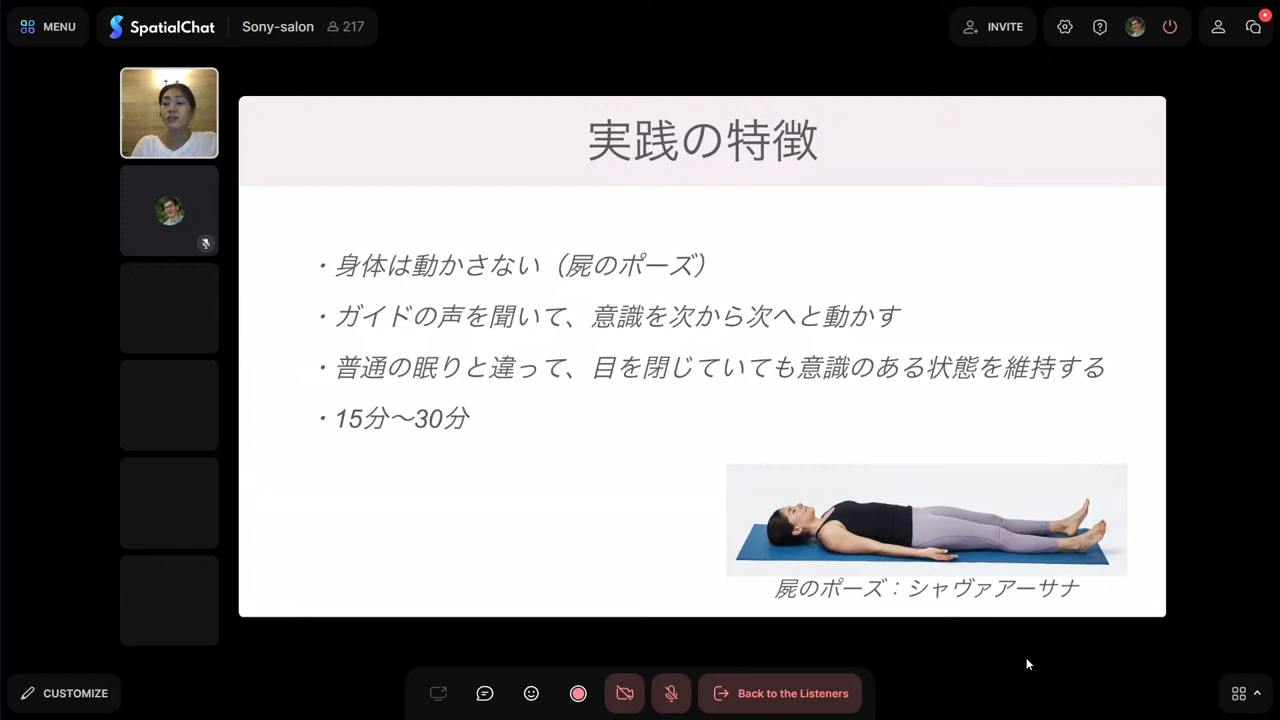 MENU
SpatialChat
Sony-salon
217
INVITE
実践の特徴
・身体は動かさない（屍のポーズ）
・ガイドの声を聞いて、意識を次から次へと動かす
・普通の眠りと違って、目を閉じていても意識のある状態を維持する
・15分〜30分
屍のポーズ：シャヴァアーサナ
CUSTOMIZE
Back to the Listeners